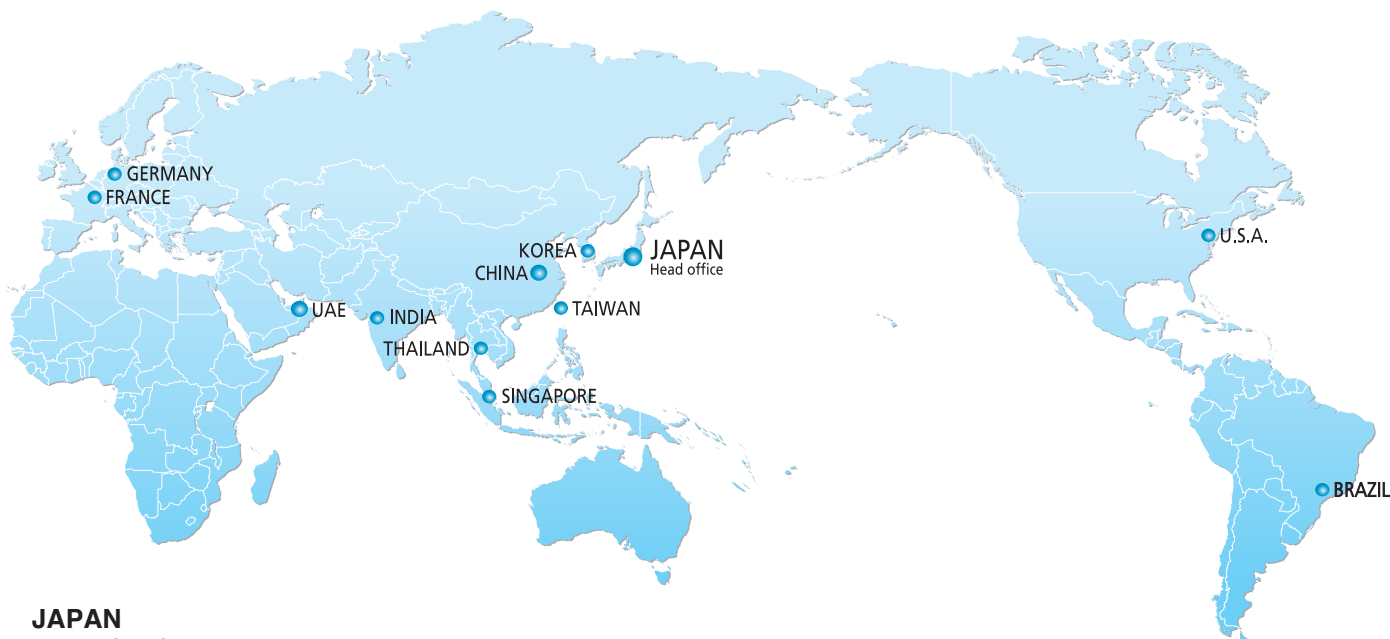 GERMANY
FRANCE
KOREA
JAPAN
Head office
CHINA
U.S.A.
UAE
INDIA
TAIWAN
THAILAND
SINGAPORE
BRAZIL
JAPAN